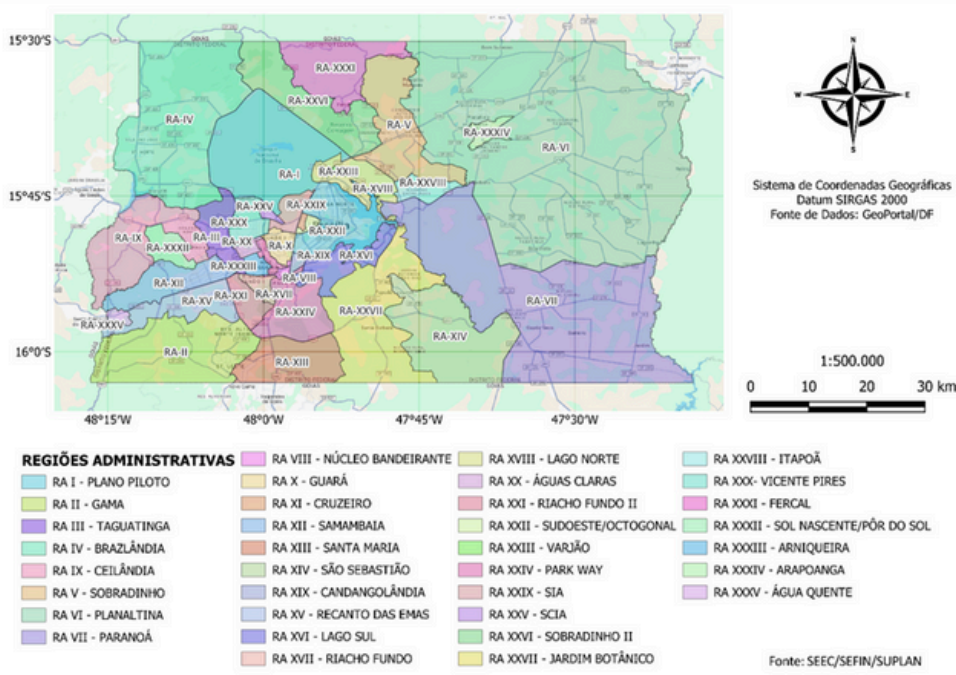 15°30'S
15°45'S
16°0'S
48°15'W
48°0'W
47°45'W
47°30'W
RA-XXXI
RA-XXVI
RA-IV
RA-V
RA-XXXIV
RA-VI
RA-I
RA-XXIII
RA-XVIII
RA-XXVIII
RA-XXV
RA-XXIX
RA-XXX
RA-XXII
RA-IX
RA-XXXII
RA-III
RA-XX
RA-X
RA-XIX
RA-XVI
RA-XXXIII
RA-XII
RA-VIII
RA-XV
RA-XXI
RA-XVII
RA-XXIV
RA-XXVII
RA-VII
RA-XXXV
RA-II
RA-XIII
RA-XIV
N
W
E
S
Sistema de Coordenadas Geográficas
Datum SIRGAS 2000
Fonte de Dados: GeoPortal/DF
1:500.000
0 10 20 30 km
REGIÕES ADMINISTRATIVAS
RA I - PLANO PILOTO
RA II - GAMA
RA III - TAGUATINGA
RA IV - BRAZLÂNDIA
RA IX - CEILÂNDIA
RA V - SOBRADINHO
RA VI - PLANALTINA
RA VII - PARANOÁ
RA VIII - NÚCLEO BANDEIRANTE
RA X - GUARÁ
RA XI - CRUZEIRO
RA XII - SAMAMBAIA
RA XIII - SANTA MARIA
RA XIV - SÃO SEBASTIÃO
RA XIX - CANDANGOLÂNDIA
RA XV - RECANTO DAS EMAS
RA XVI - LAGO SUL
RA XVII - RIACHO FUNDO
RA XVIII - LAGO NORTE
RA XX - ÁGUAS CLARAS
RA XXI - RIACHO FUNDO II
RA XXII - SUDOESTE/OCTOGONAL
RA XXIII - VARJÃO
RA XXIV - PARK WAY
RA XXIX - SIA
RA XXV - SCIA
RA XXVI - SOBRADINHO II
RA XXVII - JARDIM BOTÂNICO
RA XXVIII - ITAPOÃ
RA XXX- VICENTE PIRES
RA XXXI - FERCAL
RA XXXII - SOL NASCENTE/PÔR DO SOL
RA XXXIII - ARNIQUEIRA
RA XXXIV - ARAPOANGA
RA XXXV - ÁGUA QUENTE
Fonte: SEEC/SEFIN/SUPLAN